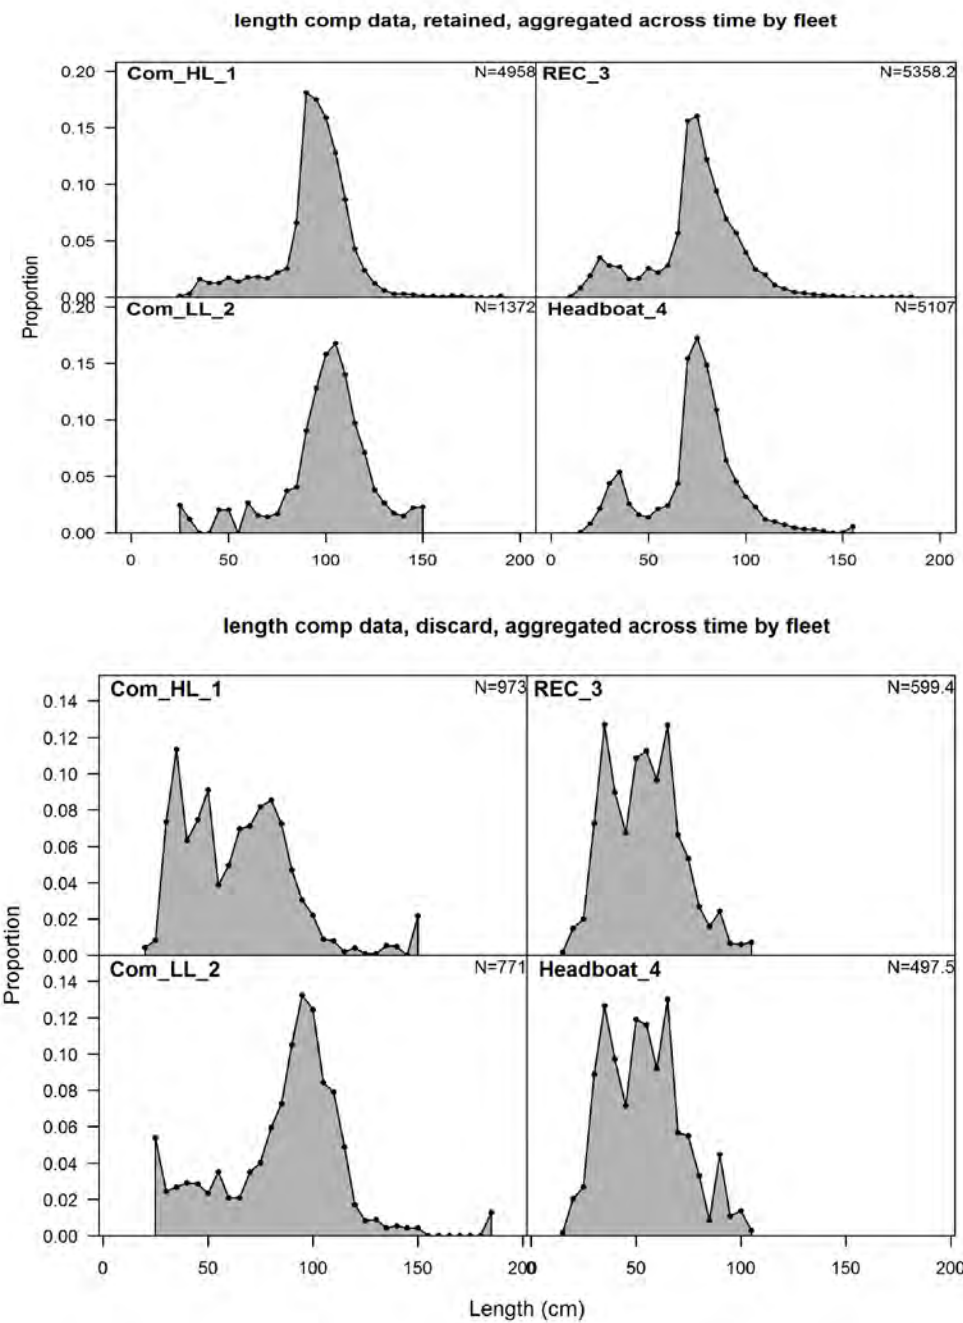 length comp data, retained, aggregated across time by fleet
Com_HL_1 N=4958 REC_3 N=5358.2
0.20
0.15
0.10
0.05
0.00
Com_LL_2 N=1372 Headboat_4 N=5107
0.20
0.15
0.10
0.05
0.00
Proportion
0 50 100 150 200 0 50 100 150 200
length comp data, discard, aggregated across time by fleet
Com_HL_1 N=973 REC_3 N=599.4
0.14
0.12
0.10
0.08
0.06
0.04
0.02
0.00
Com_LL_2 N=771 Headboat_4 N=497.5
0.14
0.12
0.10
0.08
0.06
0.04
0.02
0.00
Proportion
0 50 100 150 200 0 50 100 150 200
Length (cm)